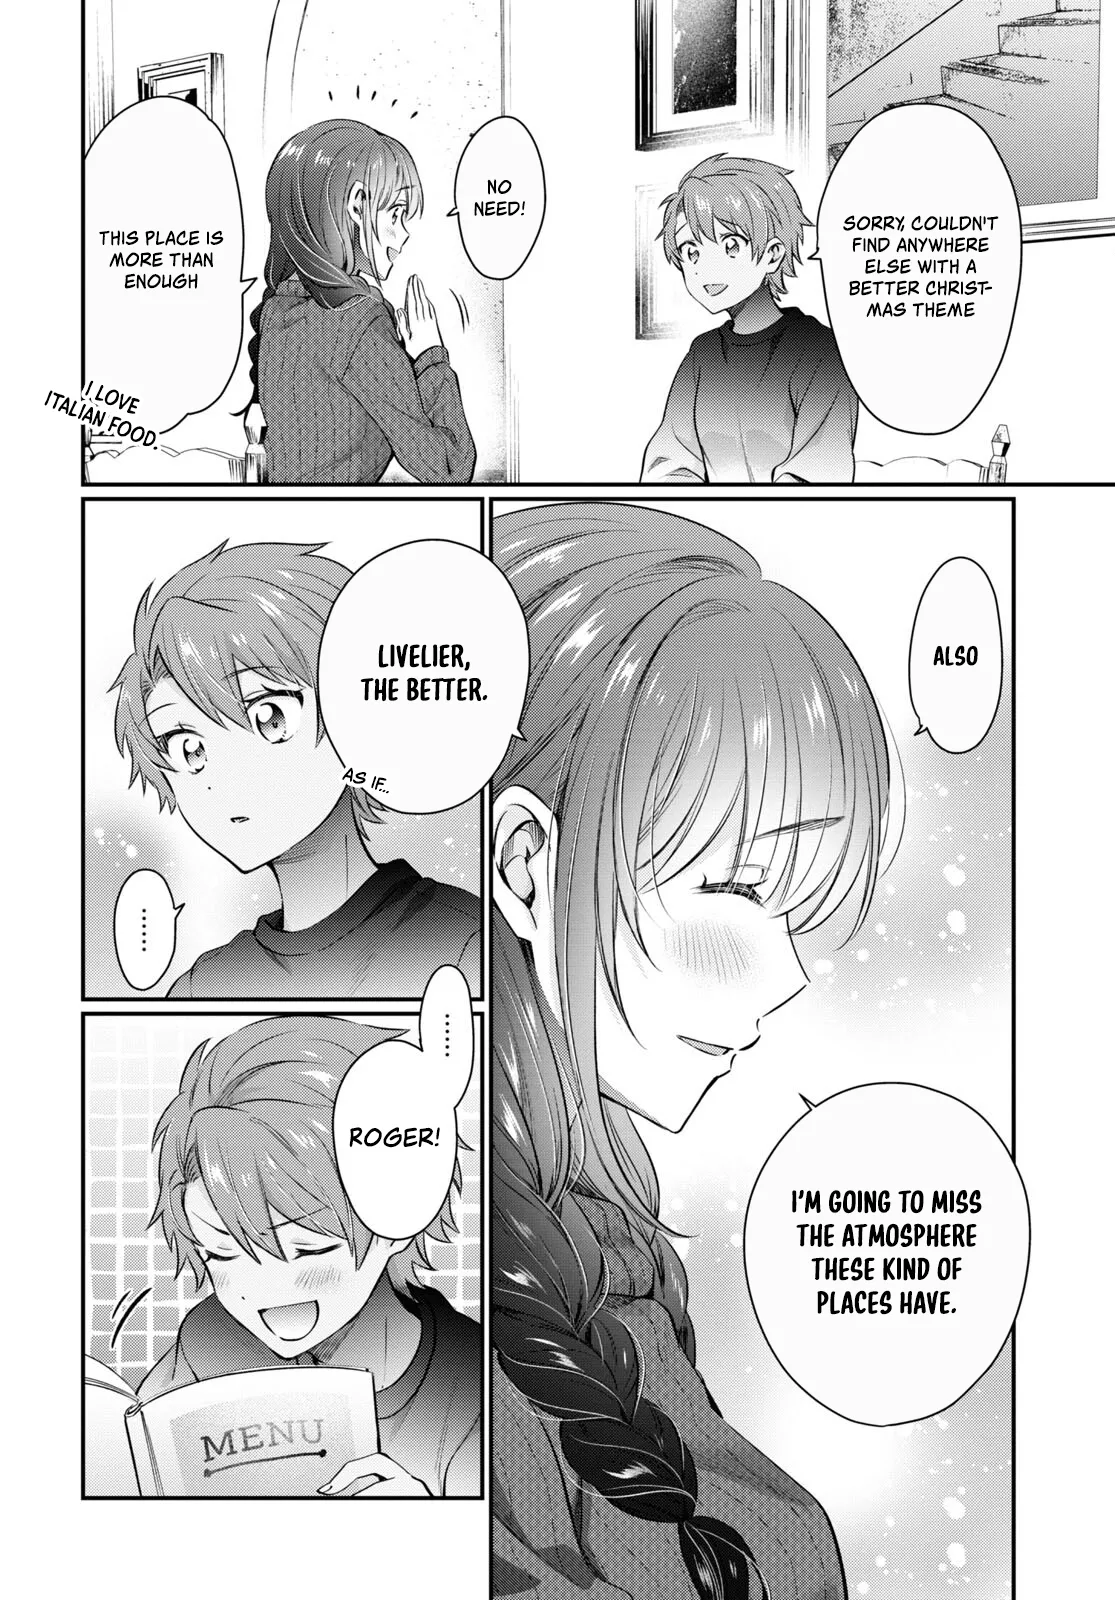 SORRY, COULDN'T
FIND ANYWHERE
ELSE WITH A
BETTER CHRIST-
MAS THEME
NO
NEED!
THIS PLACE IS
MORE THAN
ENOUGH
I LOVE
ITALIAN FOOD.
ALSO
I'M GOING TO MISS
THE ATMOSPHERE
THESE KIND OF
PLACES HAVE.
LIVELIER,
THE BETTER.
AS IF...
......
......
ROGER!
MENU